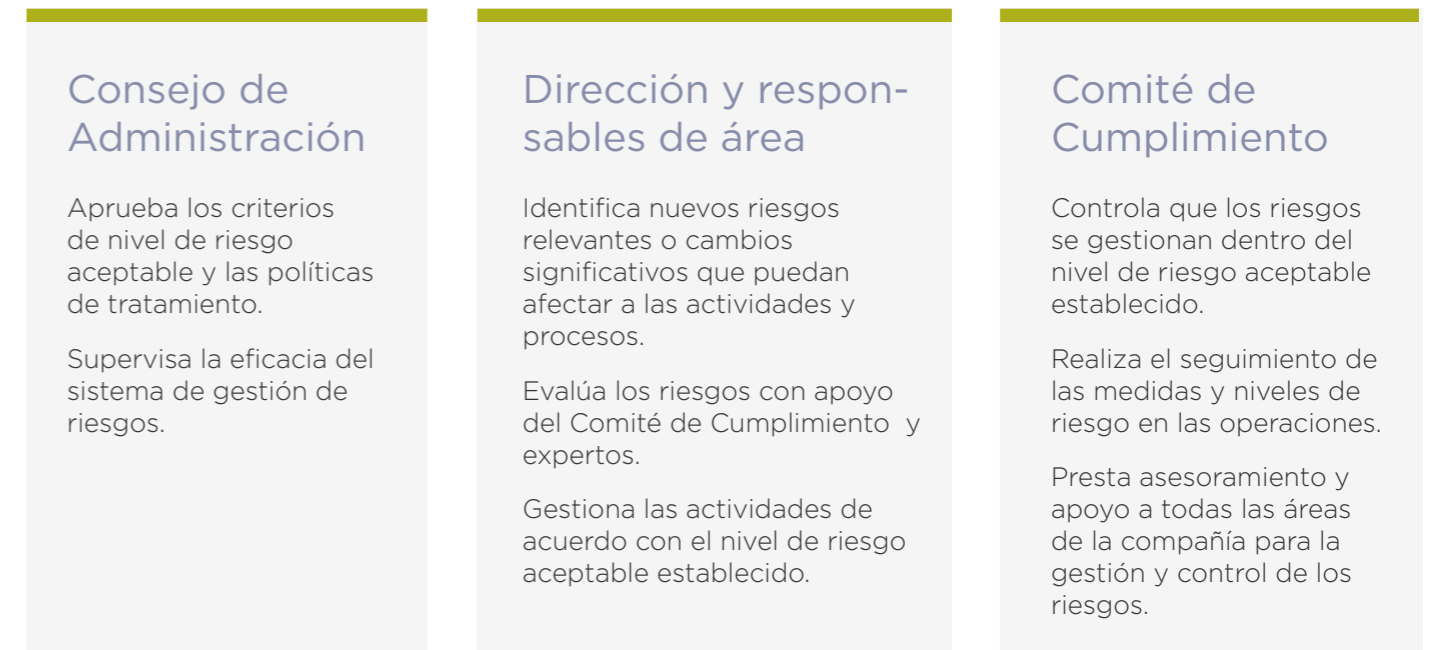 Consejo de
Administración
Aprueba los criterios
de nivel de riesgo
aceptable y las políticas
de tratamiento.
Supervisa la eficacia del
sistema de gestión de
riesgos.
Dirección y respon-
sables de área
Identifica nuevos riesgos
relevantes o cambios
significativos que puedan
afectar a las actividades y
procesos.
Evalúa los riesgos con apoyo
del Comité de Cumplimiento y
expertos.
Gestiona las actividades de
acuerdo con el nivel de riesgo
aceptable establecido.
Comité de
Cumplimiento
Controla que los riesgos
se gestionan dentro del
nivel de riesgo aceptable
establecido.
Realiza el seguimiento de
las medidas y niveles de
riesgo en las operaciones.
Presta asesoramiento y
apoyo a todas las áreas
de la compañía para la
gestión y control de los
riesgos.